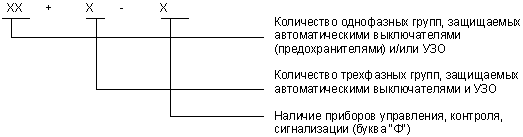 XX + X - X
Количество однофазных групп, защищаемых
автоматическими выключателями
(предохранителями) и/или УЗО
Количество трехфазных групп, защищаемых
автоматическими выключателями и УЗО
Наличие приборов управления, контроля,
сигнализации (буква "Ф")